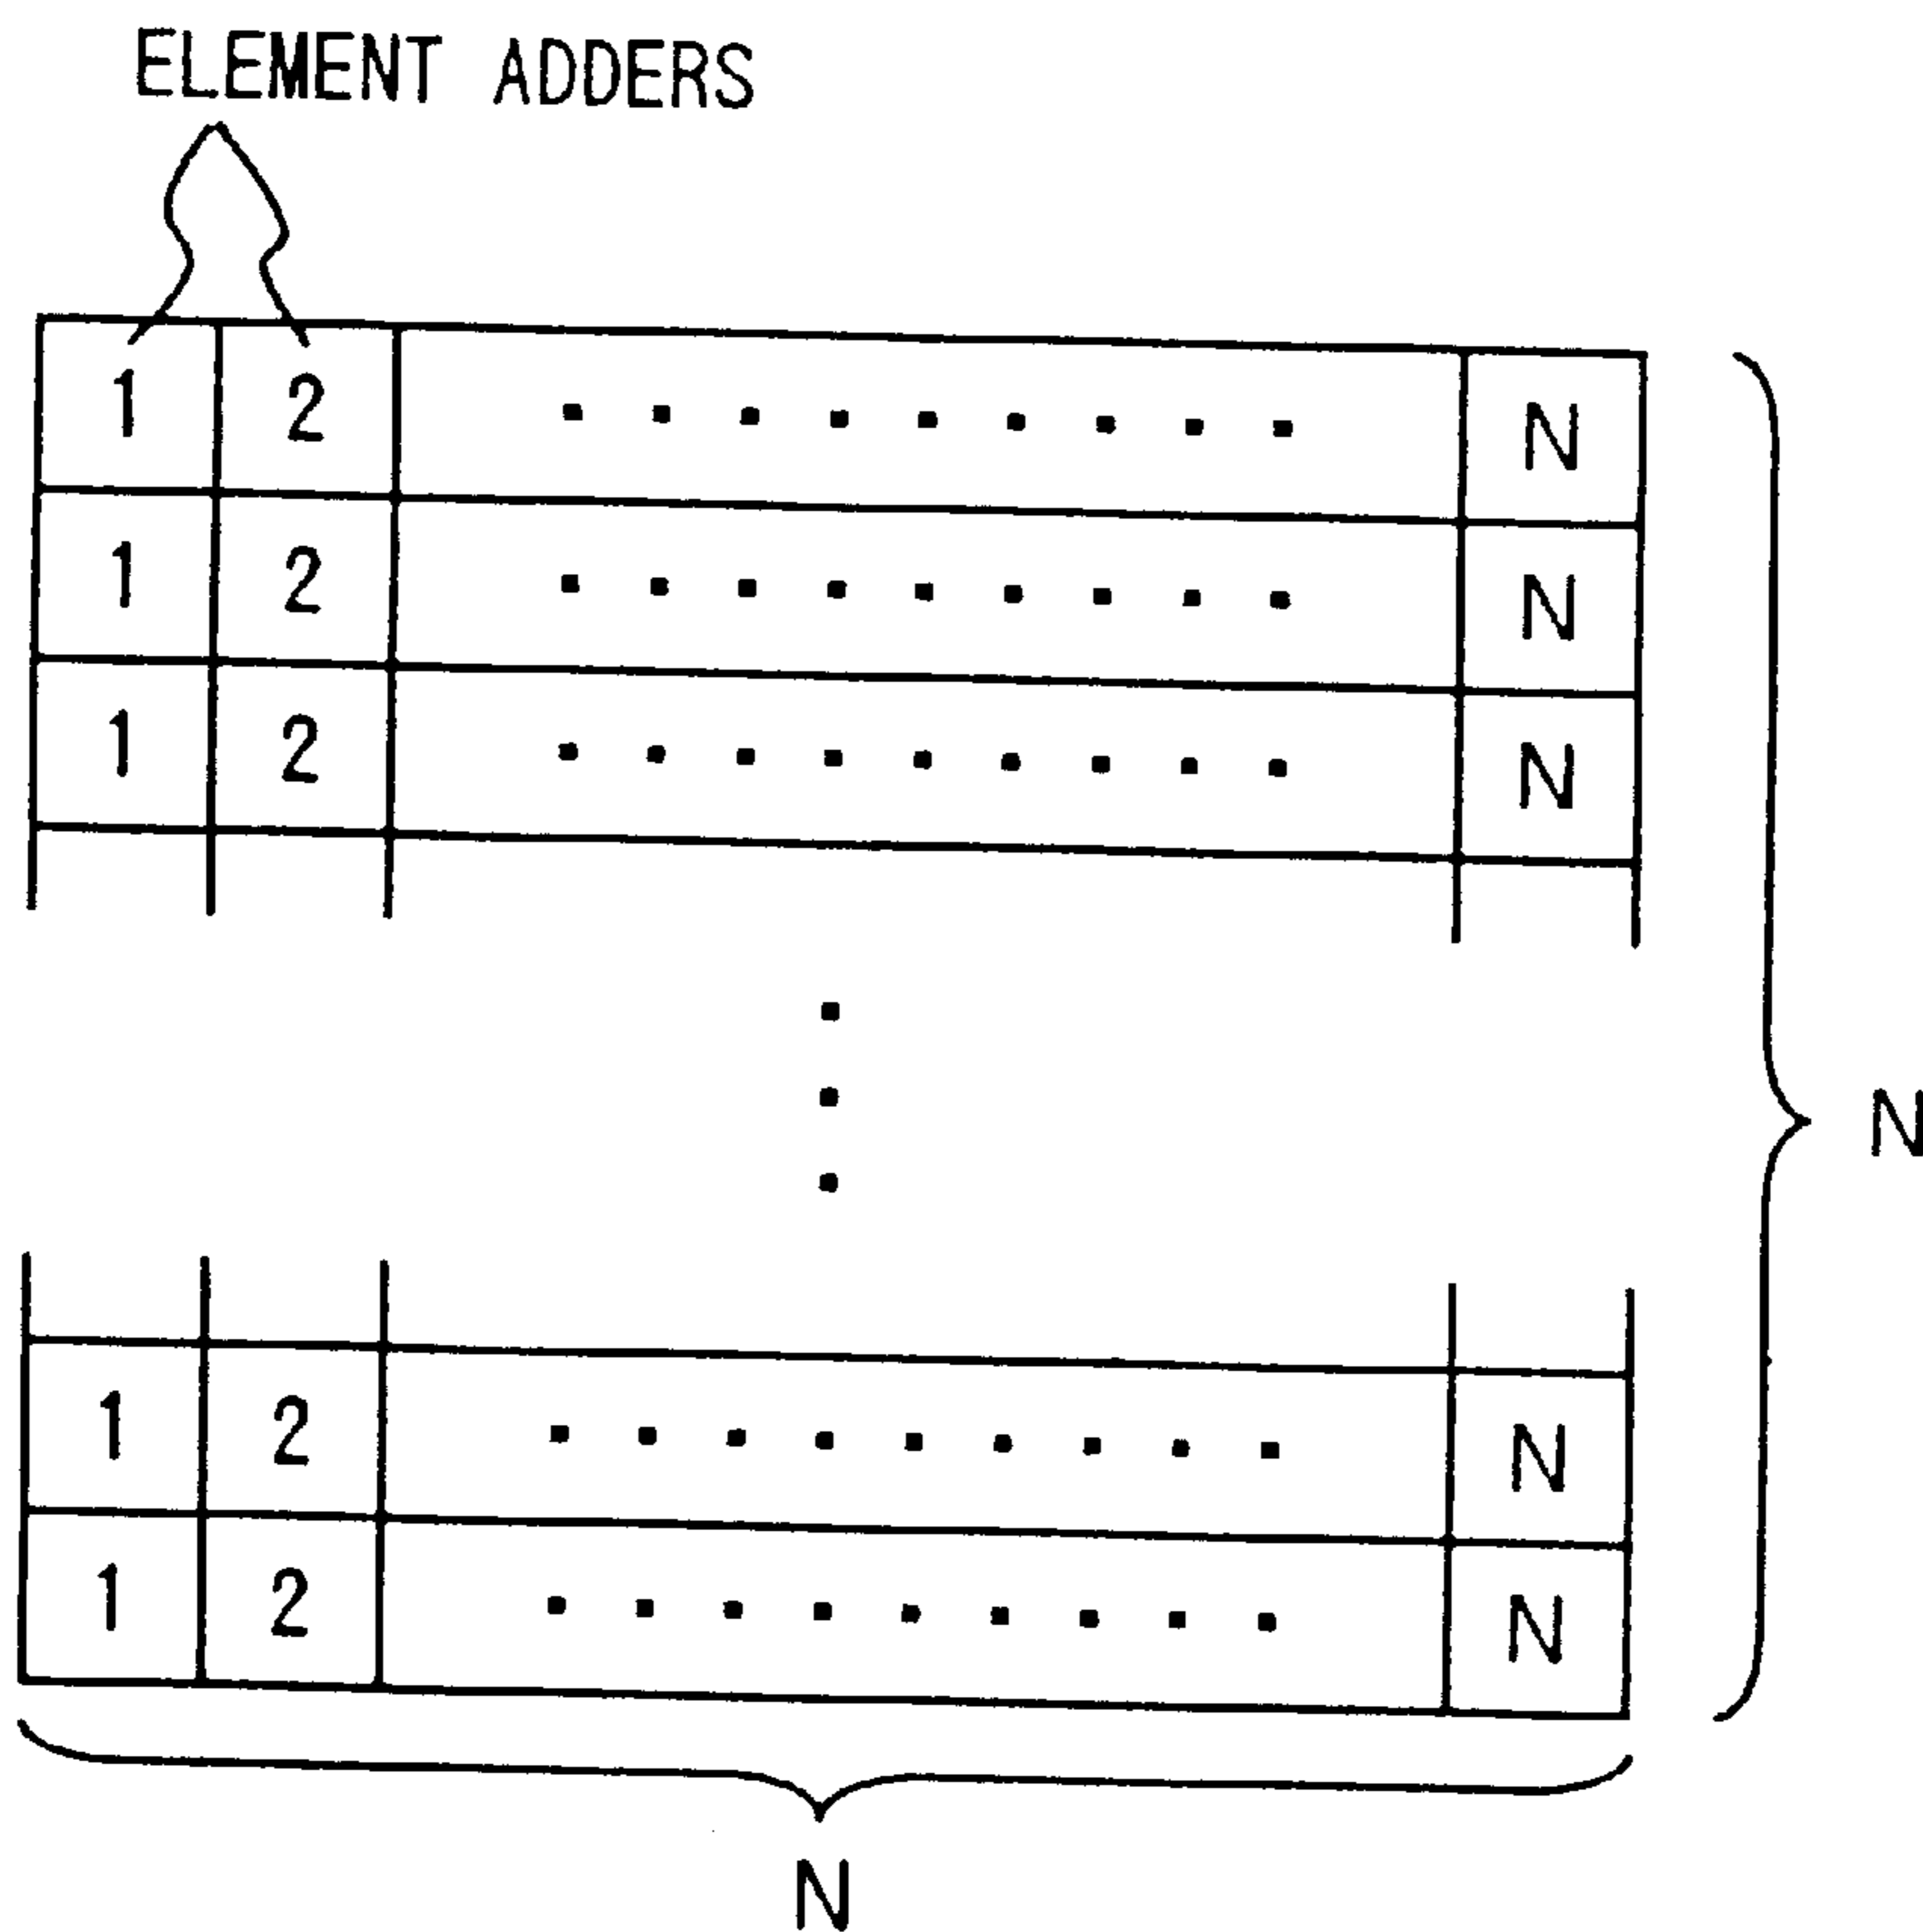 ELEMENT ADDERS
1 2 ......... N
1 2 ......... N
1 2 ......... N
.
.
.
N
1 2 ......... N
1 2 ......... N
N